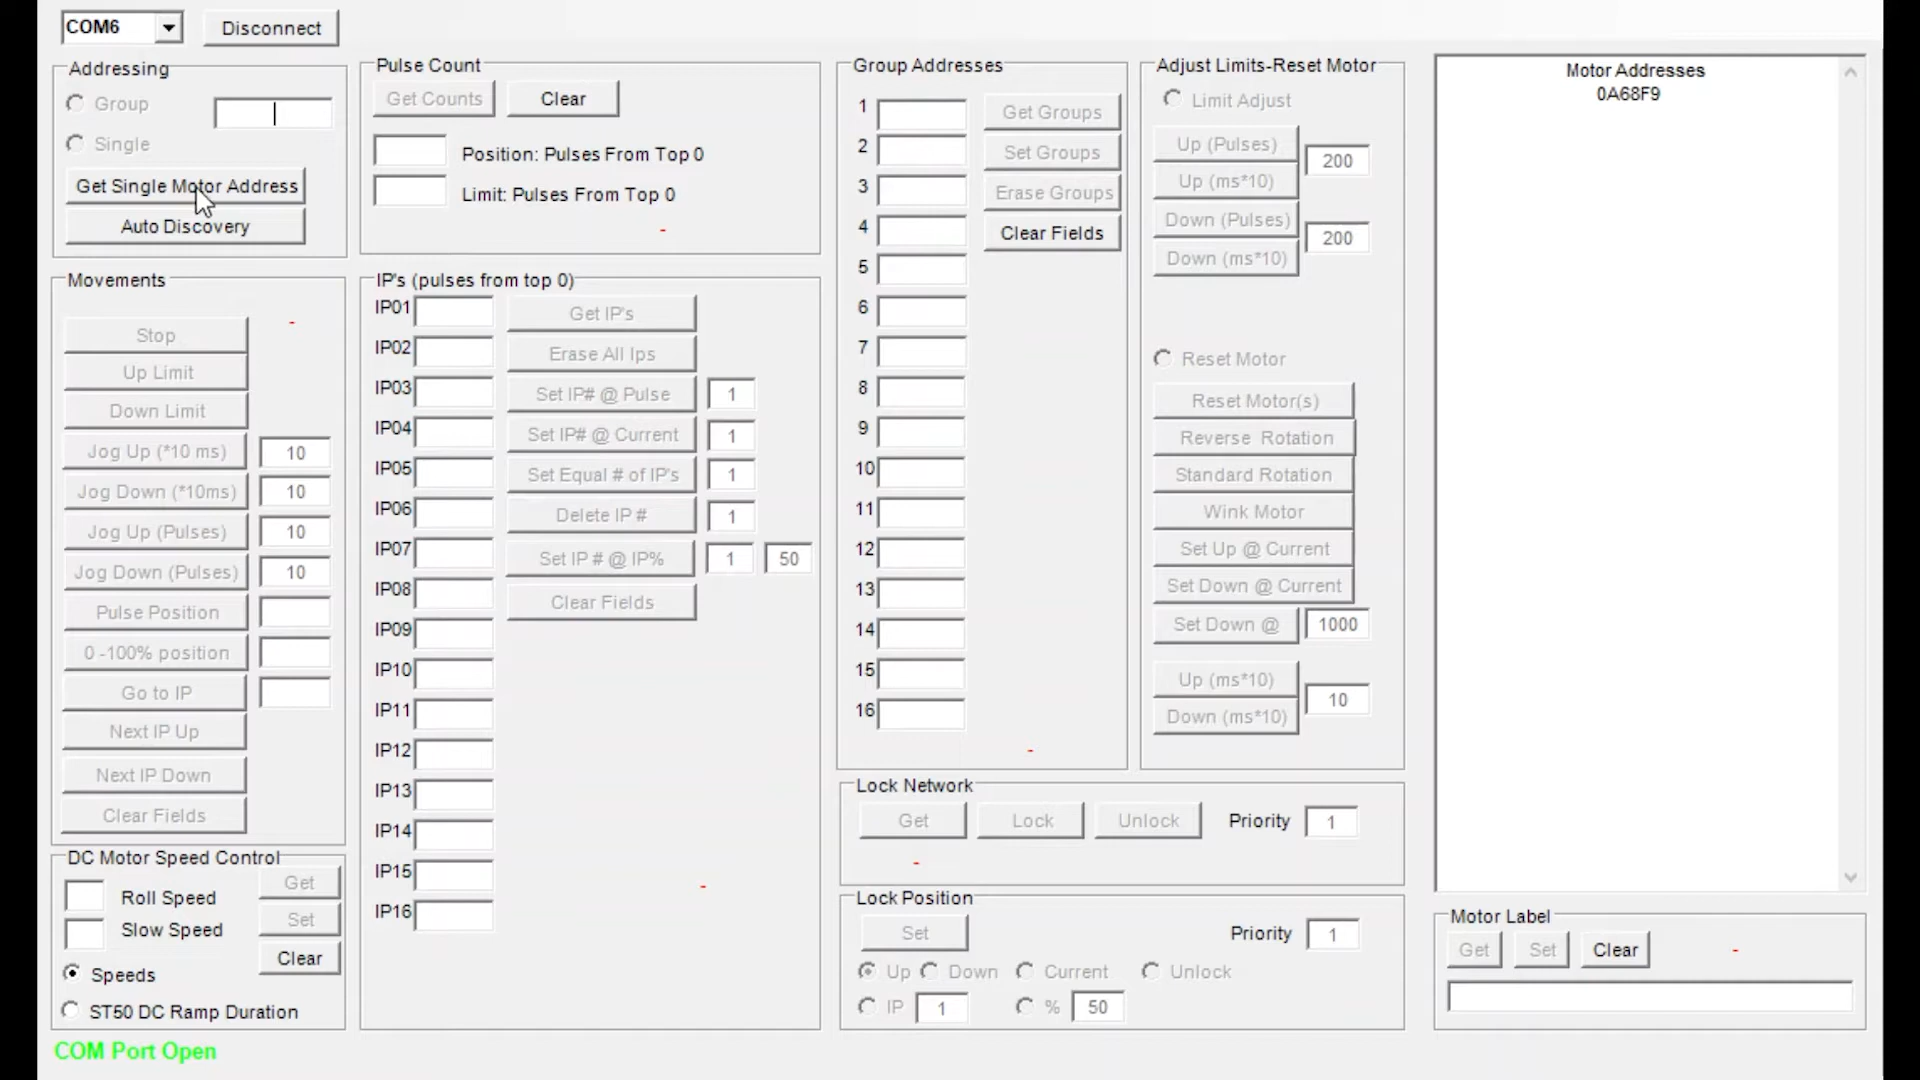 COM6
Disconnect
Addressing
Group
Single
Get Single Motor Address
Auto Discovery
Movements
-
Stop
Up Limit
Down Limit
Jog Up (*10 ms) 10
Jog Down (*10ms) 10
Jog Up (Pulses) 10
Jog Down (Pulses) 10
Pulse Position
0 -100% position
Go to IP
Next IP Up
Next IP Down
Clear Fields
DC Motor Speed Control
Roll Speed
Slow Speed
Get
Set
Clear
Speeds
ST50 DC Ramp Duration
COM Port Open
Pulse Count
Get Counts
Clear
Position: Pulses From Top 0
Limit: Pulses From Top 0
-
IP's (pulses from top 0)
IP01
IP02
IP03
IP04
IP05
IP06
IP07
IP08
IP09
IP10
IP11
IP12
IP13
IP14
IP15
IP16
Get IP's
Erase All Ips
Set IP# @ Pulse 1
Set IP# @ Current 1
Set Equal # of IP's 1
Delete IP # 1
Set IP # @ IP% 1 50
Clear Fields
-
Group Addresses
1
2
3
4
5
6
7
8
9
10
11
12
13
14
15
16
Get Groups
Set Groups
Erase Groups
Clear Fields
-
Adjust Limits-Reset Motor
Limit Adjust
Up (Pulses)
Up (ms*10)
200
Down (Pulses)
Down (ms*10)
200
Reset Motor
Reset Motor(s)
Reverse Rotation
Standard Rotation
Wink Motor
Set Up @ Current
Set Down @ Current
Set Down @ 1000
Up (ms*10)
Down (ms*10)
10
Lock Network
Get
Lock
Unlock
Priority 1
-
Lock Position
Set
Priority 1
Up Down Current Unlock
IP 1 % 50
Motor Addresses
0A68F9
Motor Label
Get
Set
Clear
-